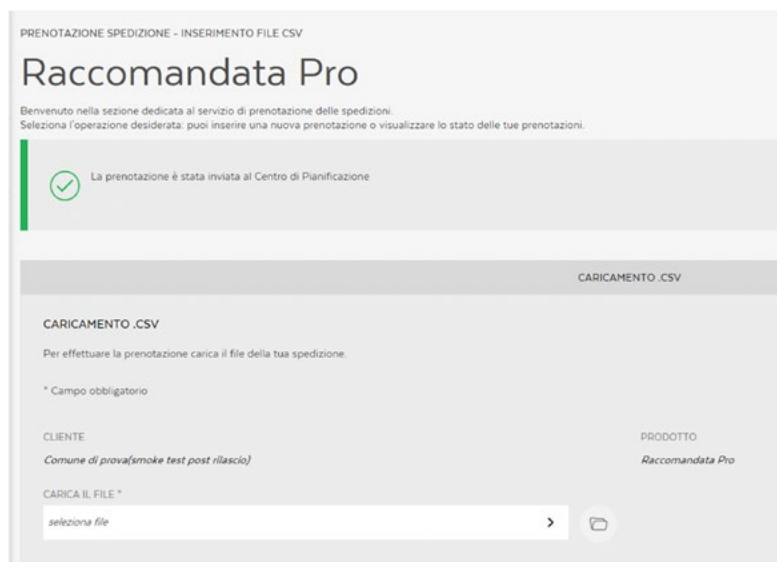 PRENOTAZIONE SPEDIZIONE - INSERIMENTO FILE CSV
Raccomandata Pro
Benvenuto nella sezione dedicata al servizio di prenotazione delle spedizioni.
Seleziona l'operazione desiderata: puoi inserire una nuova prenotazione o visualizzare lo stato delle tue prenotazioni.
La prenotazione è stata inviata al Centro di Pianificazione
CARICAMENTO .CSV
CARICAMENTO .CSV
Per effettuare la prenotazione carica il file della tua spedizione.
* Campo obbligatorio
CLIENTE PRODOTTO
Comune di prova(smoke test post rilascio) Raccomandata Pro
CARICA IL FILE *
seleziona file